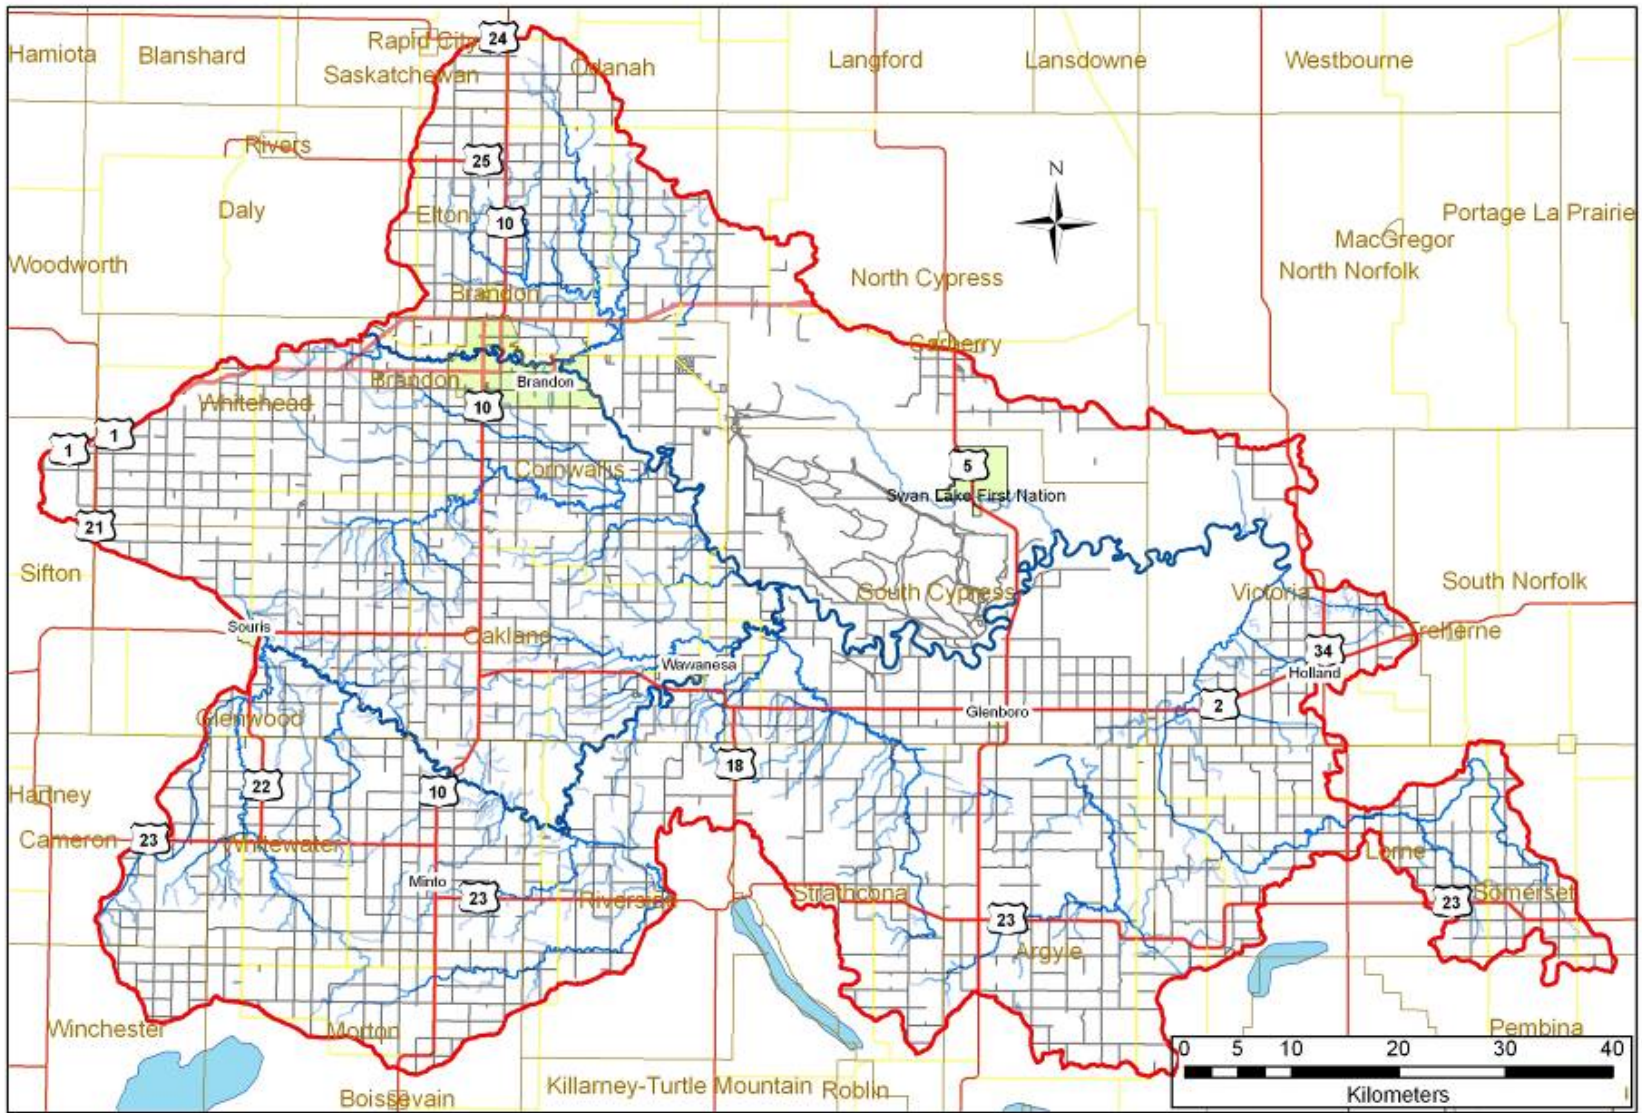 24
Rapid City
Hamiota
Blanshard
Saskatchewan
Odanah
Langford
Lansdowne
Westbourne
Rivers
25
N
Daly
Elton
10
Portage La Prairie
MacGregor
North Norfolk
Woodworth
North Cypress
Brandon
Carberry
Brandon
Brandon
Whitehead
10
1
1
5
Cornwallis
Swan Lake First Nation
21
Sifton
South Cypress
Victoria
South Norfolk
Souris
Oakland
Treherne
34
Wawanesa
Holland
2
Glenboro
Glenwood
18
22
10
Hartney
23
Cameron
Whitewater
Lorne
Minto
23
Riverside
Strathcona
23
Somerset
23
Argyle
Winchester
Morton
Pembina
0 5 10 20 30 40
Kilometers
Killarney-Turtle Mountain
Roblin
Boissevain